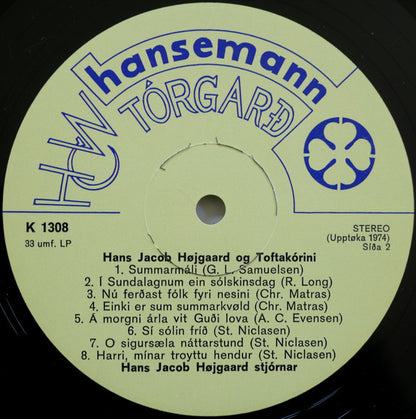 hansemann
TÓRGARÐ
HCW
K 1308
33 umf. LP
STEREO
(Upptøka 1974)
Síða 2
Hans Jacob Højgaard og Toftakórini
1. Summarmáli (G. L. Samuelsen)
2. Í Sundalagnum ein sólskinsdag (R. Long)
3. Nú ferðast fólk fyri nesini (Chr. Matras)
4. Einki er sum summarkvøld (Chr. Matras)
5. Á morgni árla vit Guði lova (A. C. Evensen)
6. Sí sólin fríð (St. Niclasen)
7. O sigursæla náttarstund (St. Niclasen)
8. Harri, mínar troyttu hendur (St. Niclasen)
Hans Jacob Højgaard stjórnar